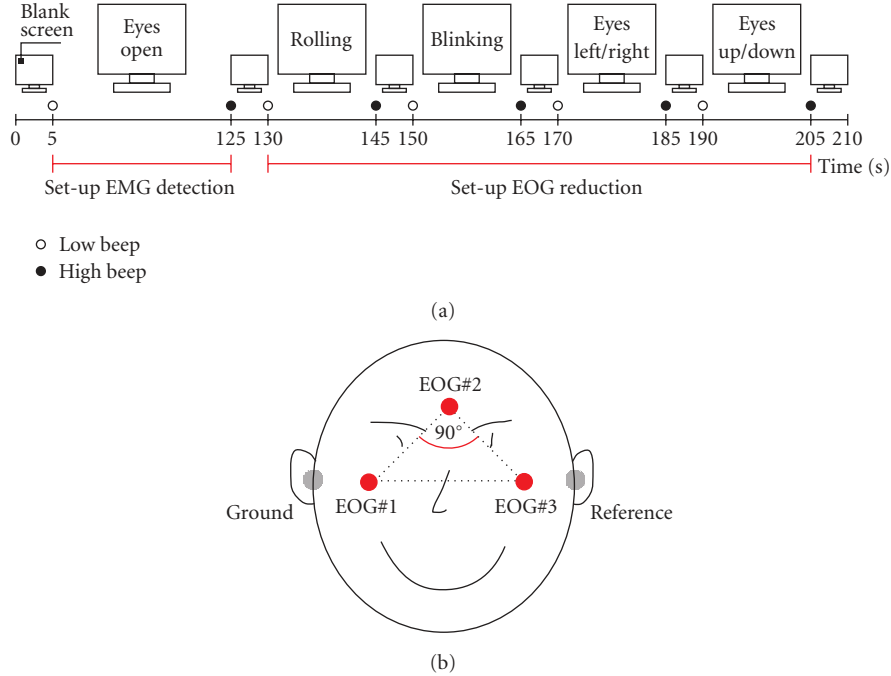 Blank
screen
Eyes
open
Rolling
Blinking
Eyes
left/right
Eyes
up/down
0 5 125 130 145 150 165 170 185 190 205 210
Time (s)
Set-up EMG detection
Set-up EOG reduction
Low beep
High beep
(a)
EOG#2
90°
EOG#1
EOG#3
Ground
Reference
(b)